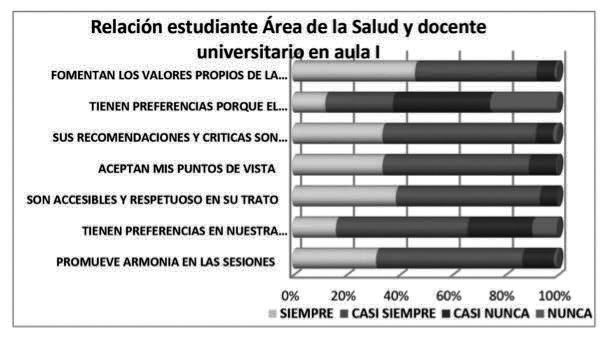 Relación estudiante Área de la Salud y docente
universitario en aula I
FOMENTAN LOS VALORES PROPIOS DE LA…
TIENEN PREFERENCIAS PORQUE EL…
SUS RECOMENDACIONES Y CRITICAS SON…
ACEPTAN MIS PUNTOS DE VISTA
SON ACCESIBLES Y RESPETUOSO EN SU TRATO
TIENEN PREFERENCIAS EN NUESTRA…
PROMUEVE ARMONIA EN LAS SESIONES
0% 20% 40% 60% 80% 100%
SIEMPRE CASI SIEMPRE CASI NUNCA NUNCA